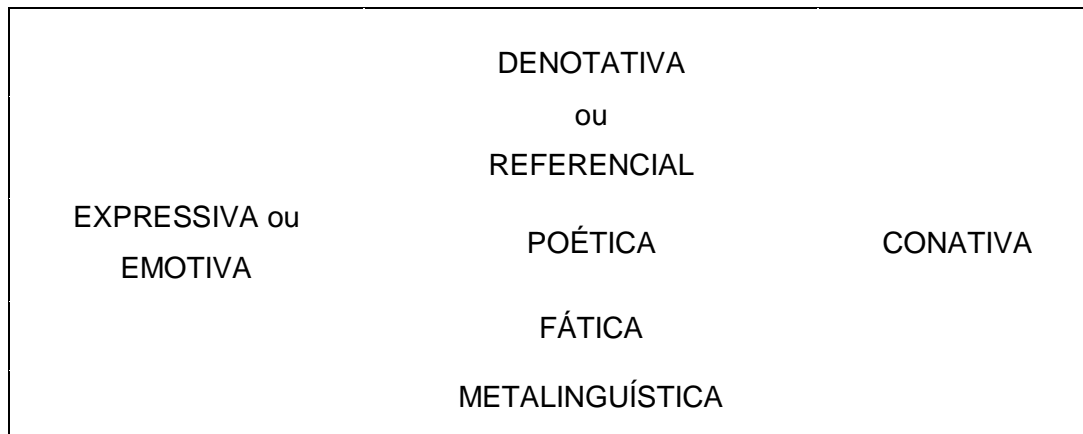 DENOTATIVA
ou
REFERENCIAL
EXPRESSIVA ou
EMOTIVA
POÉTICA
CONATIVA
FÁTICA
METALINGUÍSTICA